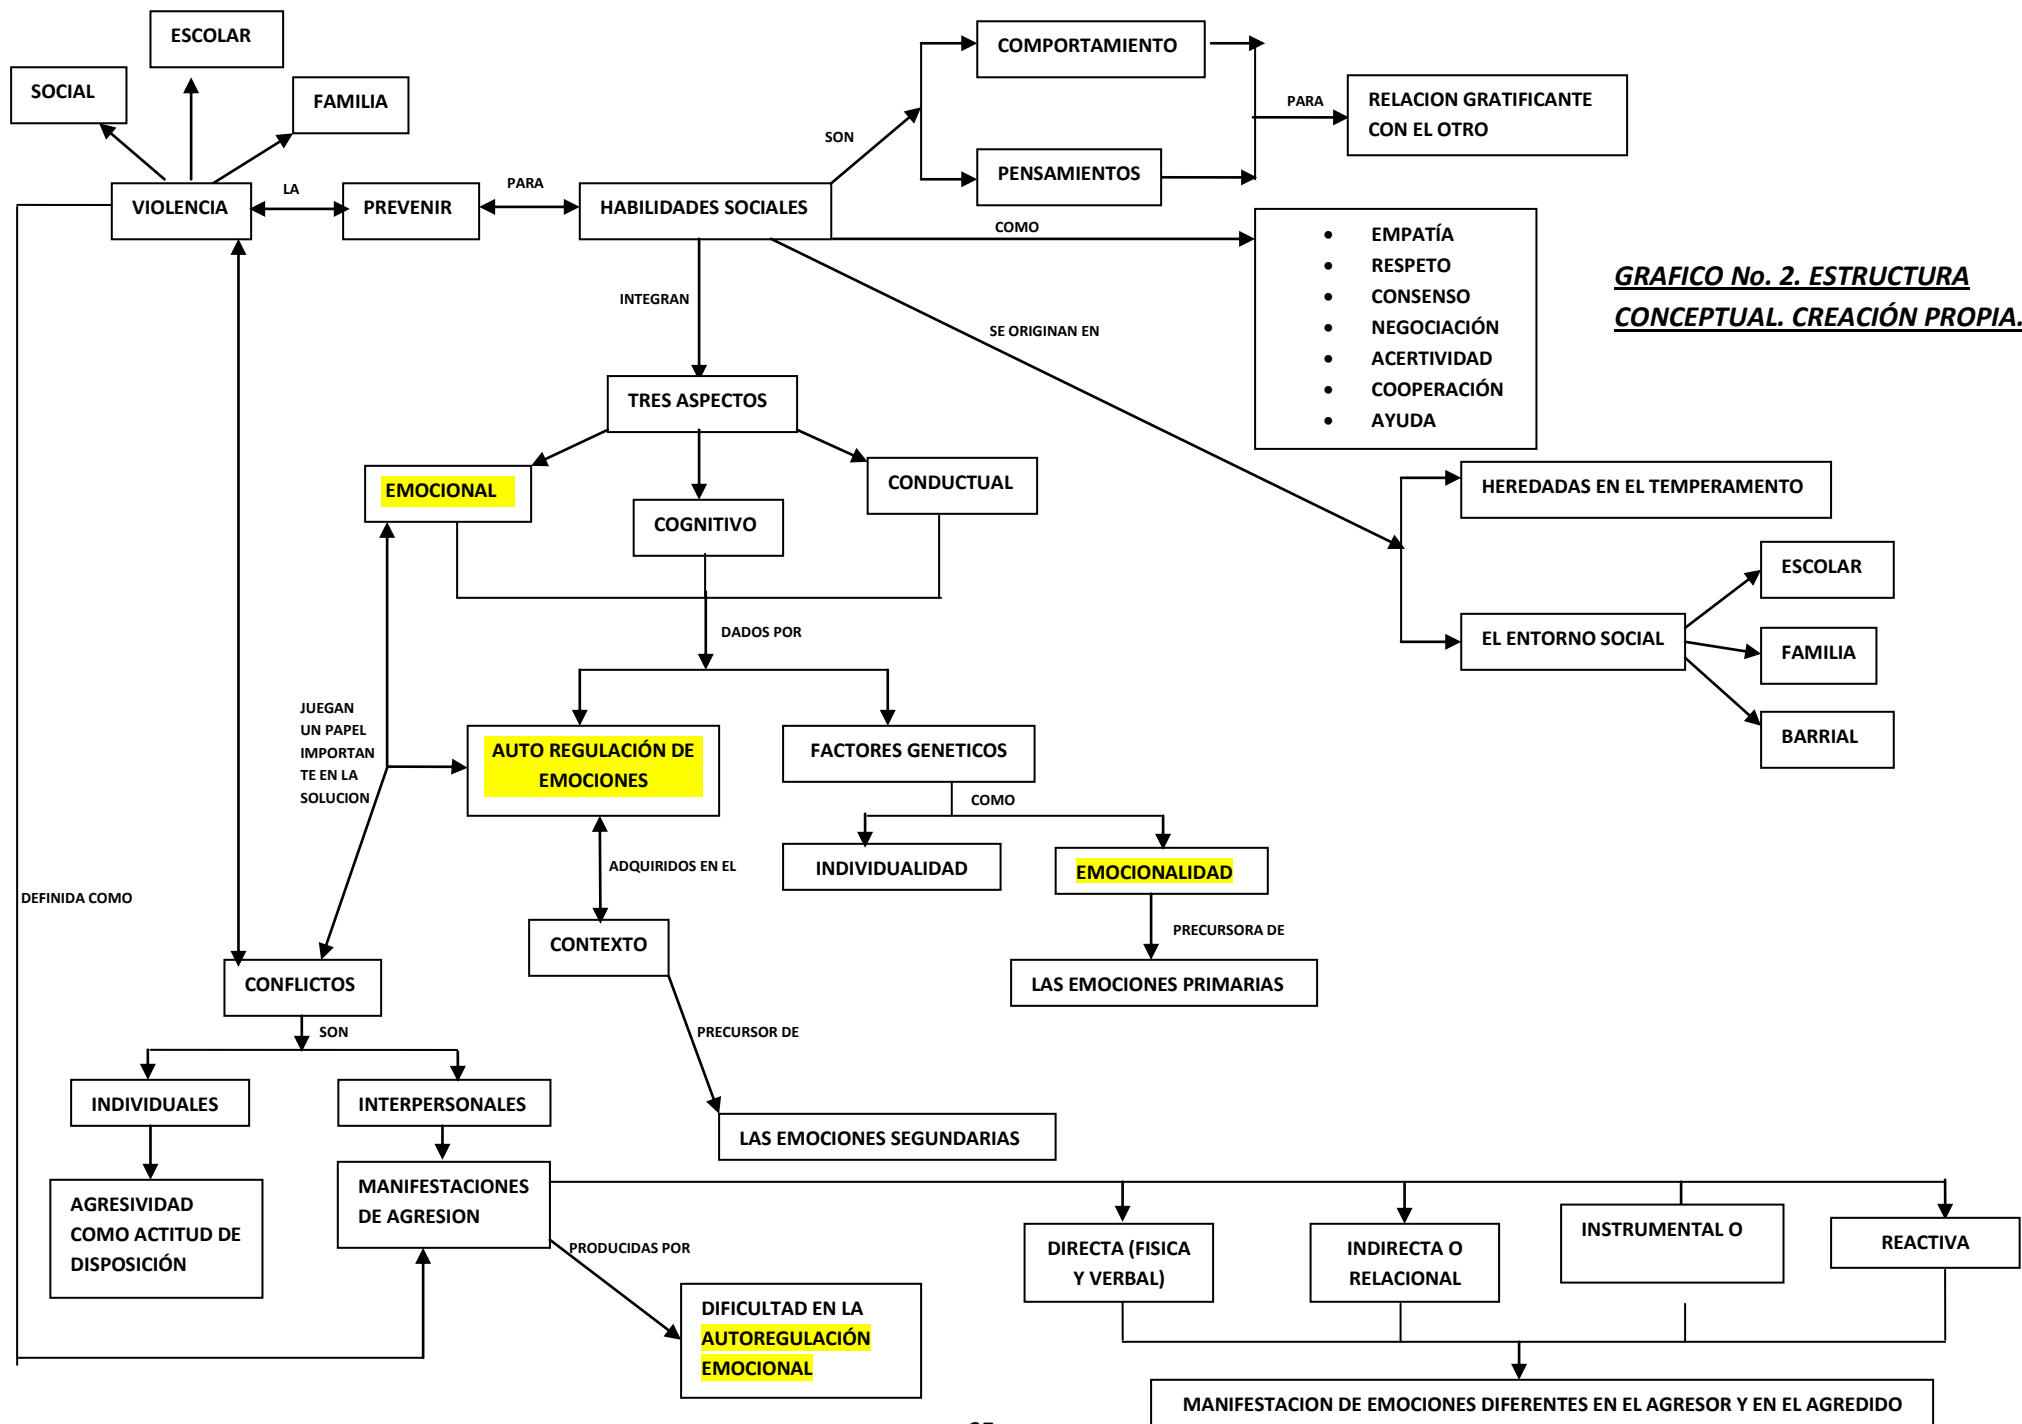 ESCOLAR
SOCIAL
FAMILIA
COMPORTAMIENTO
PARA
RELACION GRATIFICANTE
CON EL OTRO
SON
PENSAMIENTOS
VIOLENCIA
LA
PREVENIR
PARA
HABILIDADES SOCIALES
COMO
• EMPATÍA
• RESPETO
• CONSENSO
• NEGOCIACIÓN
• ACERTIVIDAD
• COOPERACIÓN
• AYUDA
GRAFICO No. 2. ESTRUCTURA
CONCEPTUAL. CREACIÓN PROPIA.
INTEGRAN
SE ORIGINAN EN
TRES ASPECTOS
EMOCIONAL
COGNITIVO
CONDUCTUAL
HEREDADAS EN EL TEMPERAMENTO
ESCOLAR
EL ENTORNO SOCIAL
FAMILIA
BARRIAL
DADOS POR
JUEGAN
UN PAPEL
IMPORTAN
TE EN LA
SOLUCION
AUTO REGULACIÓN DE
EMOCIONES
FACTORES GENETICOS
COMO
INDIVIDUALIDAD
EMOCIONALIDAD
ADQUIRIDOS EN EL
DEFINIDA COMO
CONTEXTO
PRECURSORA DE
LAS EMOCIONES PRIMARIAS
CONFLICTOS
SON
PRECURSOR DE
INDIVIDUALES
INTERPERSONALES
LAS EMOCIONES SEGUNDARIAS
AGRESIVIDAD
COMO ACTITUD DE
DISPOSICIÓN
MANIFESTACIONES
DE AGRESION
PRODUCIDAS POR
DIRECTA (FISICA
Y VERBAL)
INDIRECTA O
RELACIONAL
INSTRUMENTAL O
REACTIVA
DIFICULTAD EN LA
AUTOREGULACIÓN
EMOCIONAL
MANIFESTACION DE EMOCIONES DIFERENTES EN EL AGRESOR Y EN EL AGREDIDO